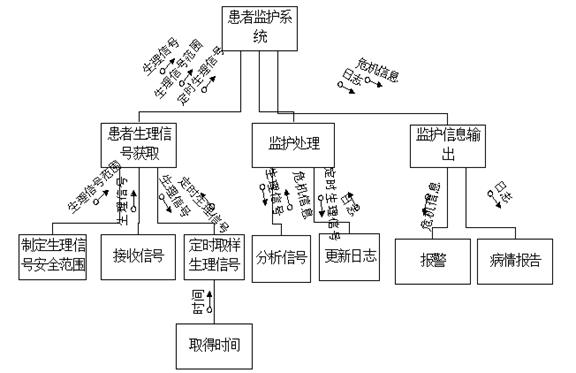 患者监护系
统
生理信号
生理信号范围
定时生理信号
危机信息
日志
患者生理信
号获取
监护处理
监护信息输
出
生理信号范围
生理信号
生理信号
定时生理信号
生理信号
危机信息
定时生理信号
日志
危机信息
日志
制定生理信
号安全范围
接收信号
定时取样
生理信号
分析信号
更新日志
报警
病情报告
时间
取得时间